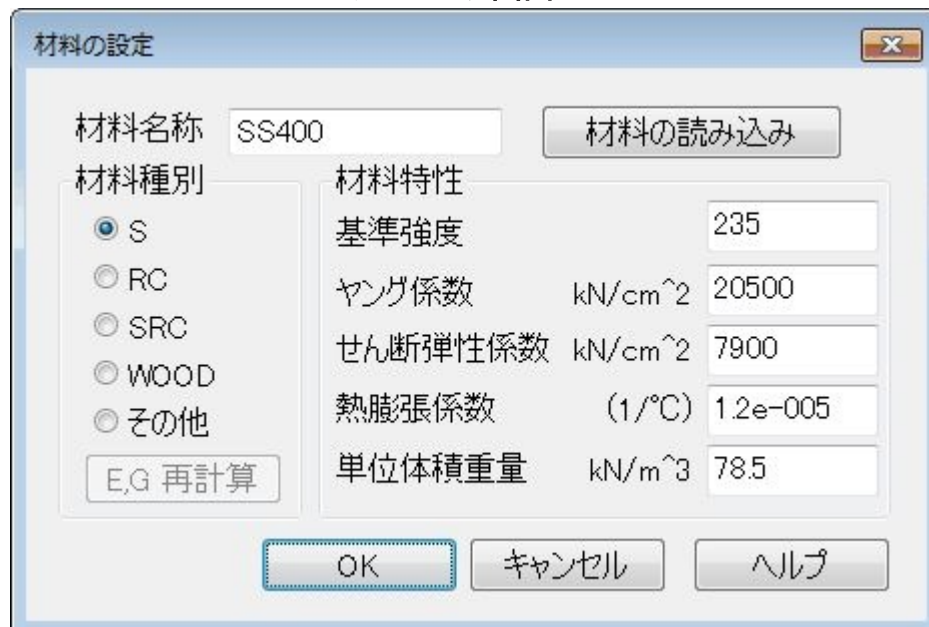 材料の設定
材料名称 SS400 材料の読み込み
材料種別
S
RC
SRC
WOOD
その他
E,G 再計算
材料特性
基準強度 235
ヤング係数 kN/cm^2 20500
せん断弾性係数 kN/cm^2 7900
熱膨張係数 (1/℃) 1.2e-005
単位体積重量 kN/m^3 78.5
OK キャンセル ヘルプ